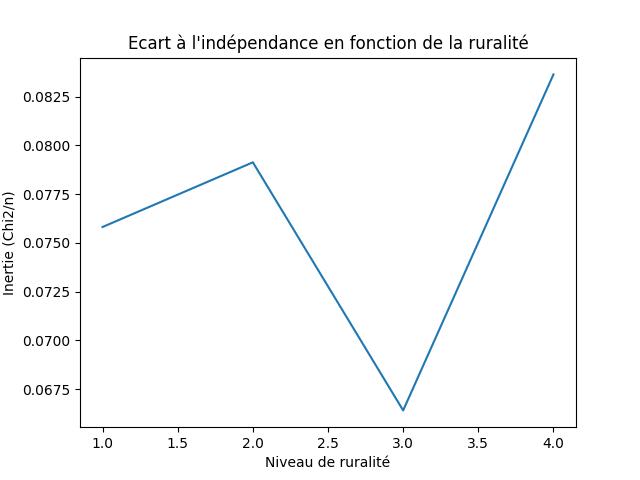 Ecart à l'indépendance en fonction de la ruralité
Inertie (Chi2/n)
0.0825
0.0800
0.0775
0.0750
0.0725
0.0700
0.0675
1.0 1.5 2.0 2.5 3.0 3.5 4.0
Niveau de ruralité